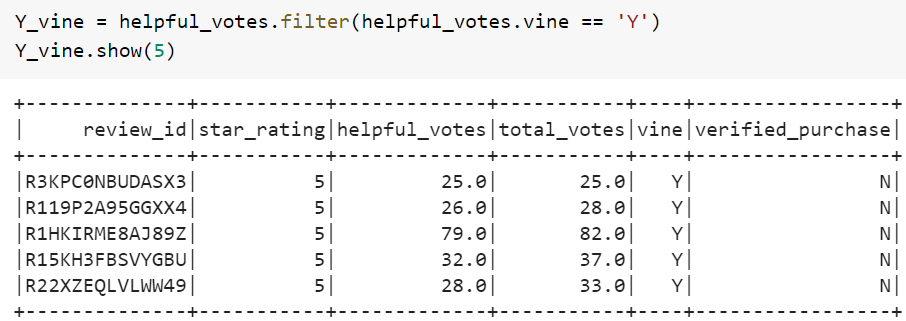 Y_vine = helpful_votes.filter(helpful_votes.vine == 'Y')
Y_vine.show(5)
+--------------+-----------+-------------+-----------+----+-----------------+
|     review_id|star_rating|helpful_votes|total_votes|vine|verified_purchase|
+--------------+-----------+-------------+-----------+----+-----------------+
|R3KPC0NBUDASX3|          5|         25.0|       25.0|   Y|                N|
|R119P2A95GGXX4|          5|         26.0|       28.0|   Y|                N|
|R1HKIRME8AJ89Z|          5|         79.0|       82.0|   Y|                N|
|R15KH3FBSVYGBU|          5|         32.0|       37.0|   Y|                N|
|R22XZEQLVLWW49|          5|         28.0|       33.0|   Y|                N|
+--------------+-----------+-------------+-----------+----+-----------------+